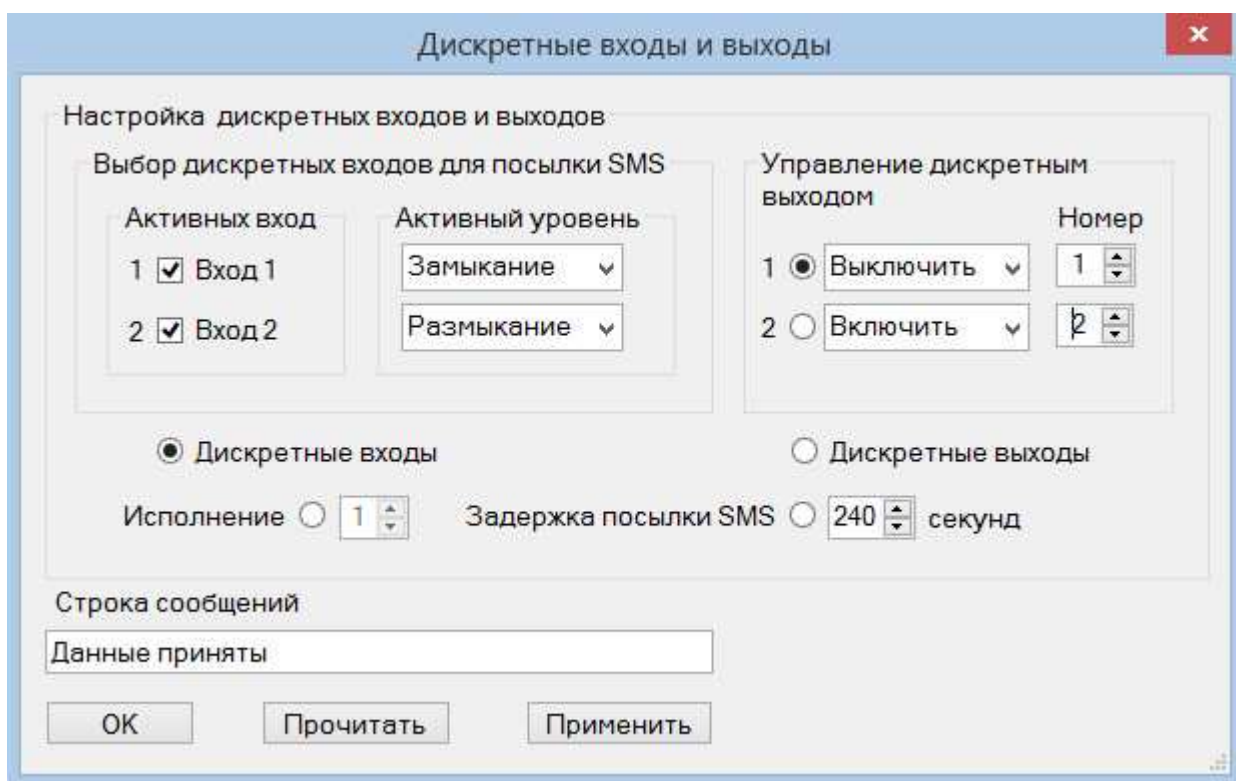 Дискретные входы и выходы
Настройка дискретных входов и выходов
Выбор дискретных входов для посылки SMS
Активных вход
Активный уровень
1 Вход 1
Замыкание
2 Вход 2
Размыкание
Управление дискретным
выходом
Номер
1 Выключить 1
2 Включить 2
Дискретные входы
Дискретные выходы
Исполнение 1
Задержка посылки SMS 240 секунд
Строка сообщений
Данные приняты
OK
Прочитать
Применить